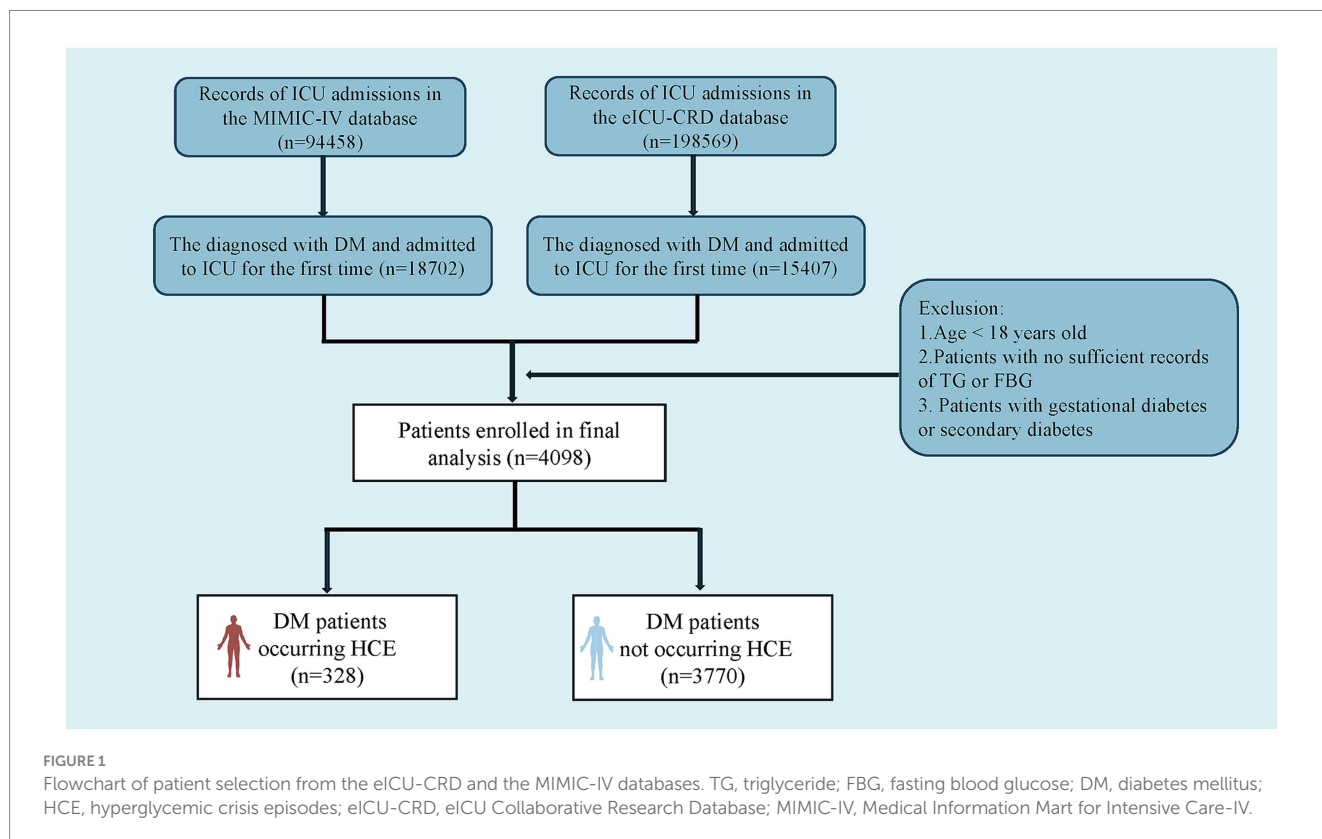 Records of ICU admissions in
the MIMIC-IV database
(n=94458)
Records of ICU admissions in
the eICU-CRD database
(n=198569)
The diagnosed with DM and admitted
to ICU for the first time (n=18702)
The diagnosed with DM and admitted
to ICU for the first time (n=15407)
Exclusion:
1.Age < 18 years old
2.Patients with no sufficient records
of TG or FBG
3. Patients with gestational diabetes
or secondary diabetes
Patients enrolled in final
analysis (n=4098)
DM patients
occurring HCE
(n=328)
DM patients
not occurring HCE
(n=3770)
FIGURE 1
Flowchart of patient selection from the eICU-CRD and the MIMIC-IV databases. TG, triglyceride; FBG, fasting blood glucose; DM, diabetes mellitus;
HCE, hyperglycemic crisis episodes; eICU-CRD, eICU Collaborative Research Database; MIMIC-IV, Medical Information Mart for Intensive Care-IV.